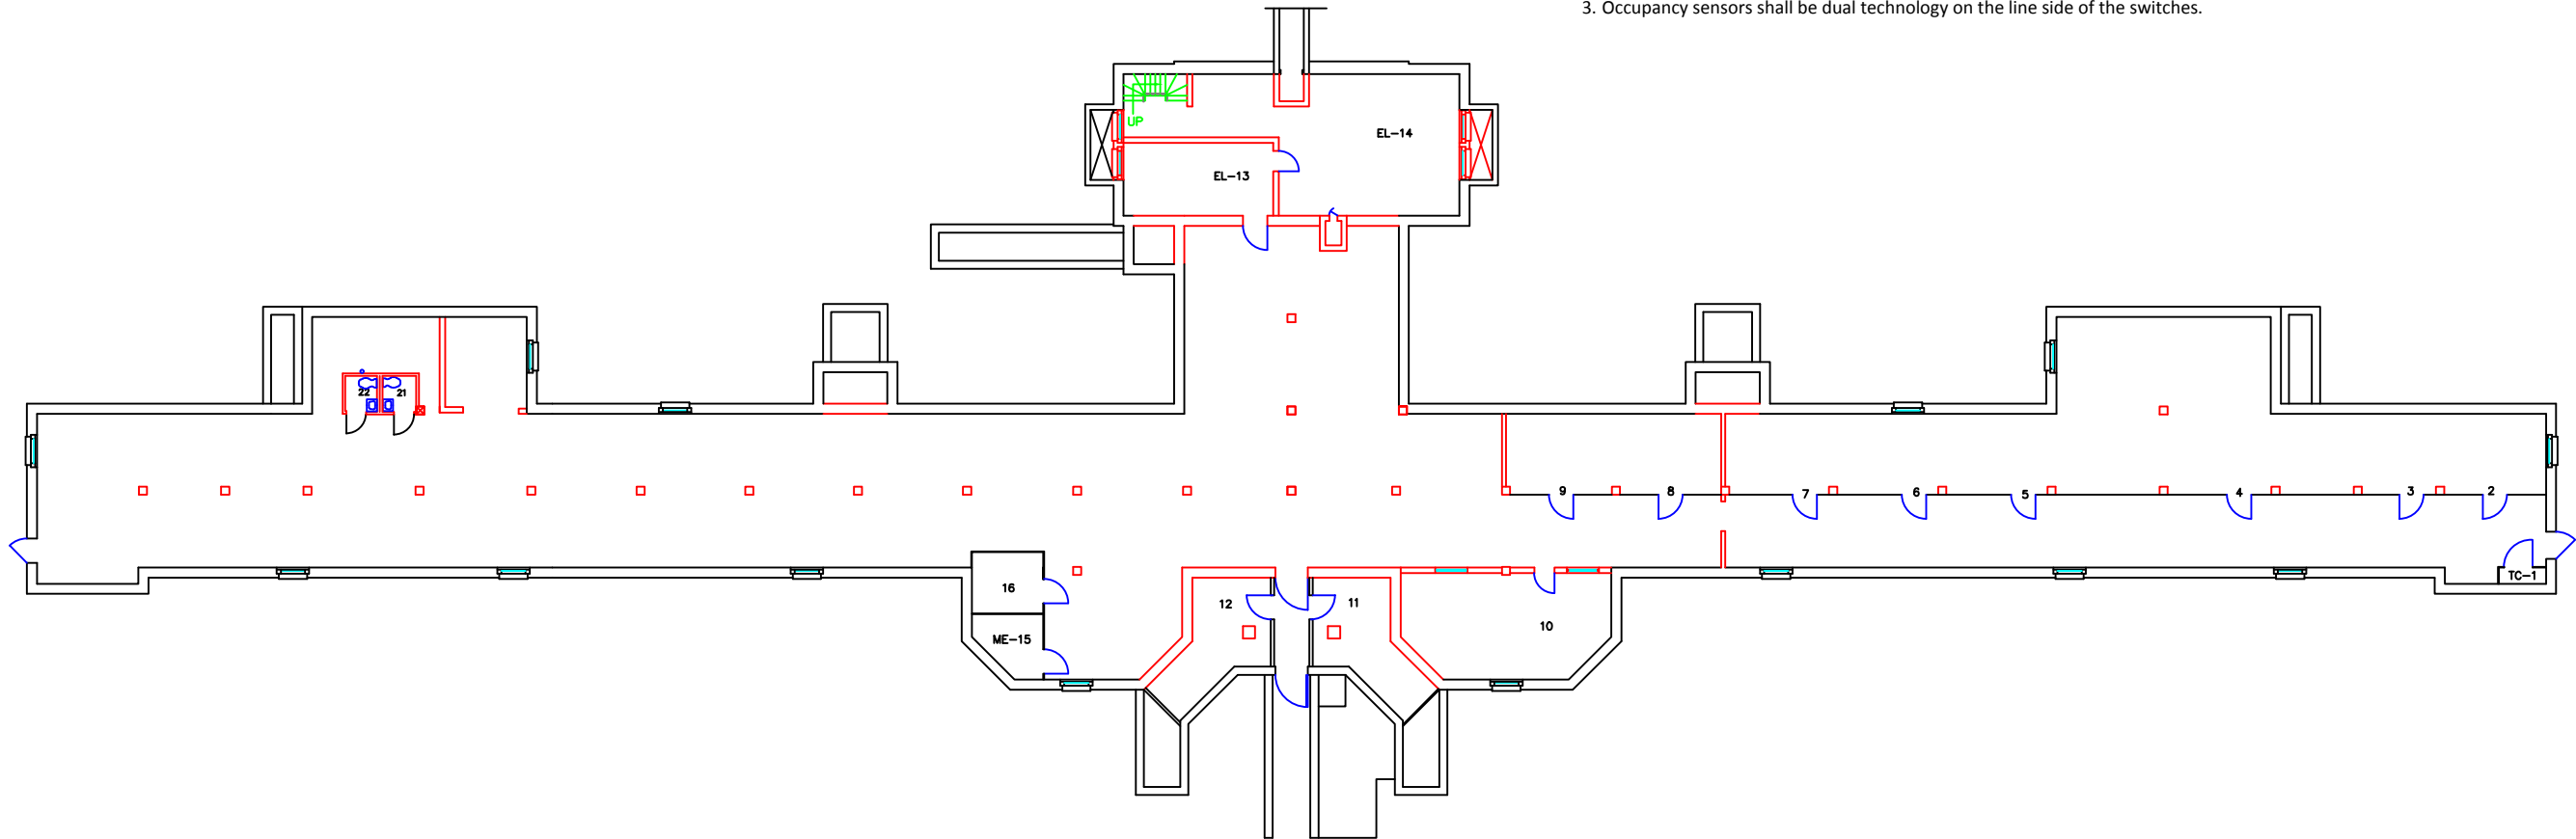 3. Occupancy sensors shall be dual technology on the line side of the switches.
UP
EL-14
EL-13
22
21
9
8
7
6
5
4
3
2
TC-1
16
12
11
10
ME-15